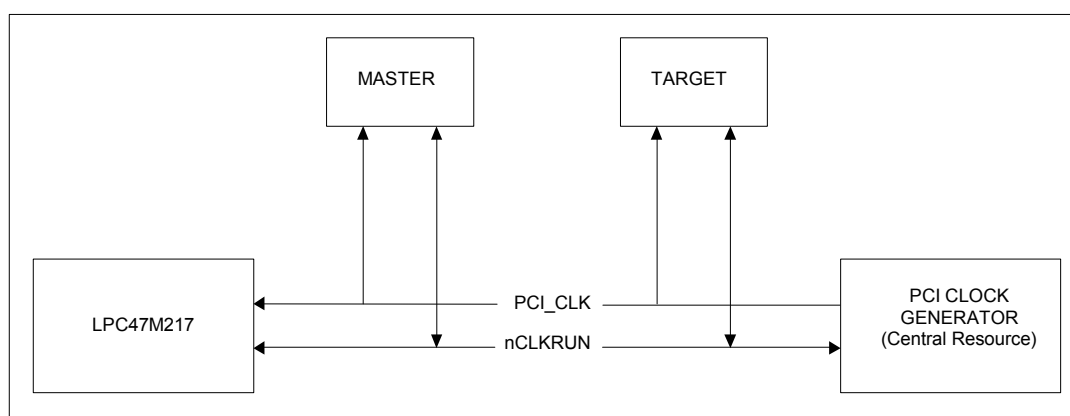 MASTER
TARGET
LPC47M217
PCI_CLK
nCLKRUN
PCI CLOCK
GENERATOR
(Central Resource)